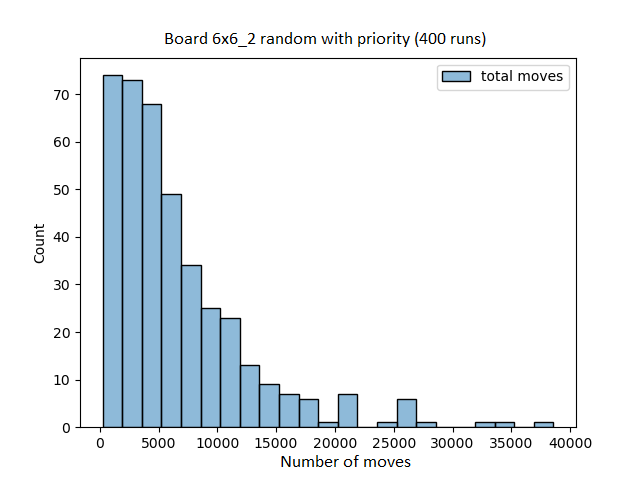 Board 6x6_2 random with priority (400 runs)
total moves
70
60
50
40
30
20
10
0
Count
0 5000 10000 15000 20000 25000 30000 35000 40000
Number of moves